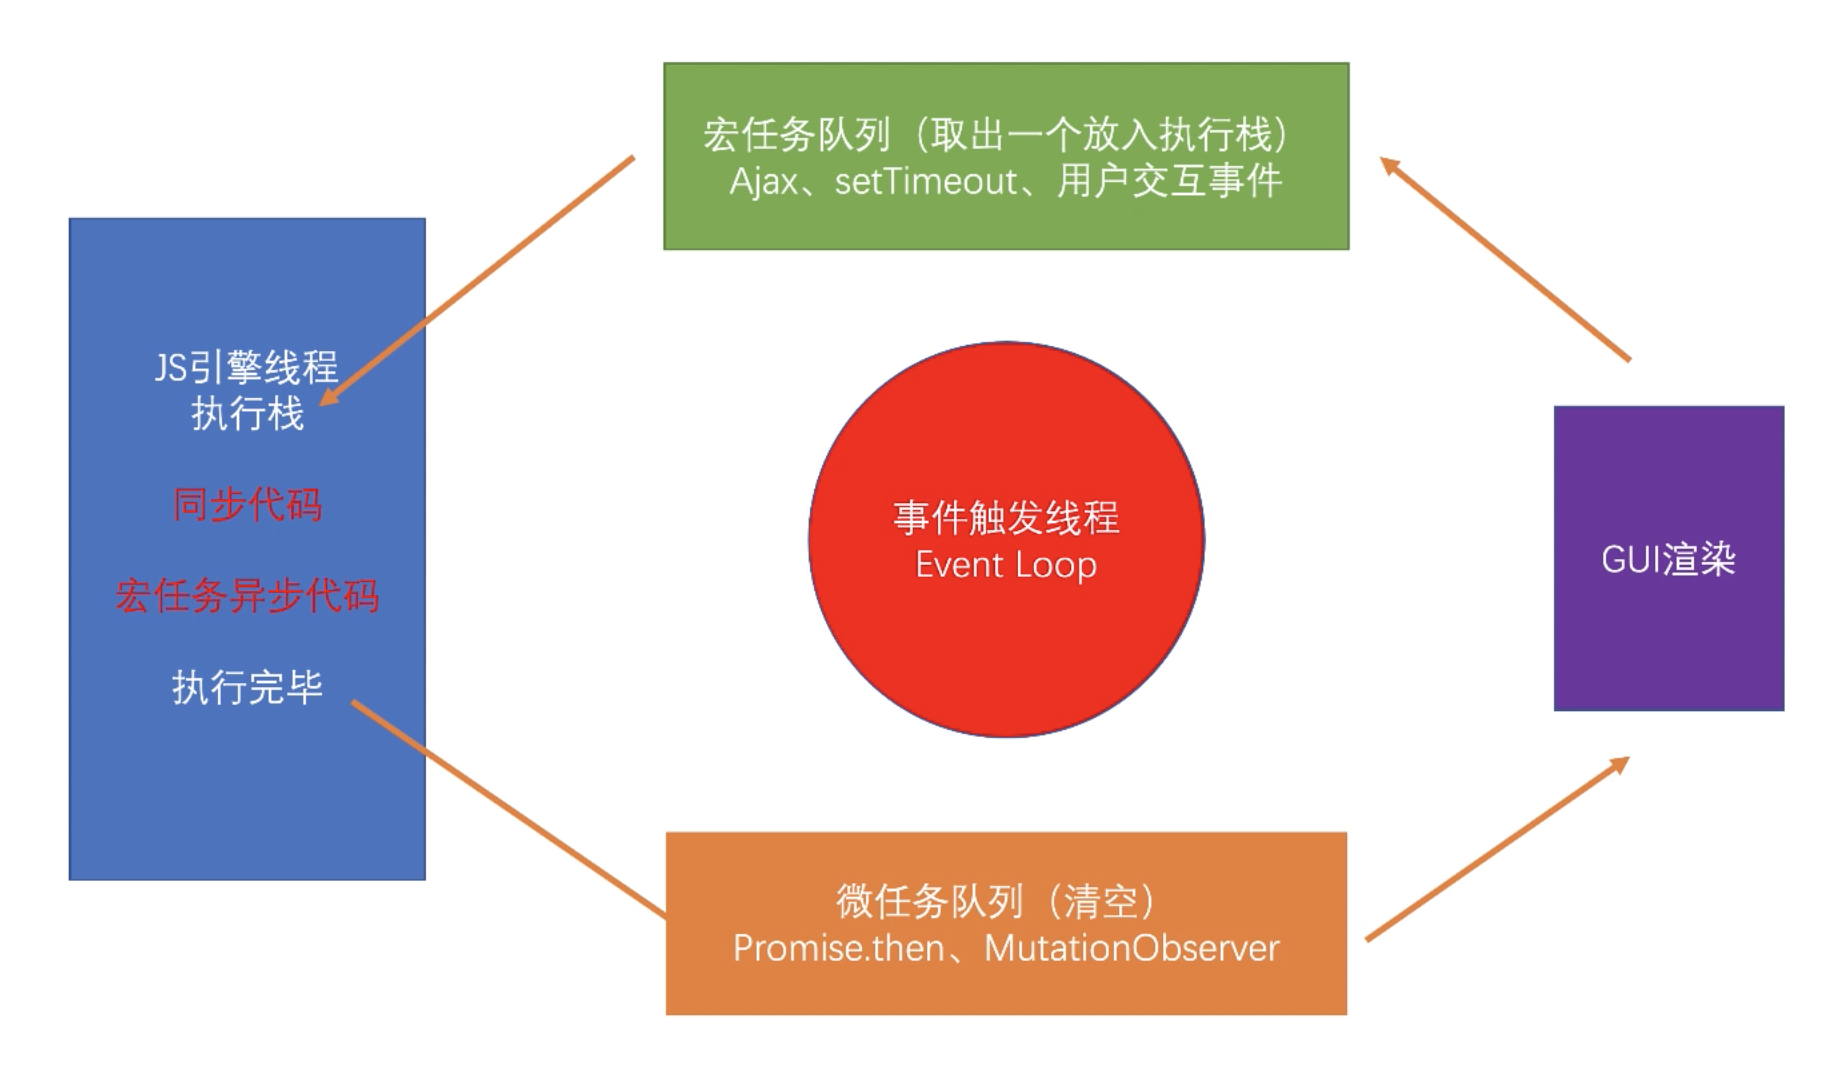 宏任务队列（取出一个放入执行栈）
Ajax、setTimeout、用户交互事件
JS引擎线程
执行栈
同步代码
宏任务异步代码
执行完毕
事件触发线程
Event Loop
GUI渲染
微任务队列（清空）
Promise.then、MutationObserver